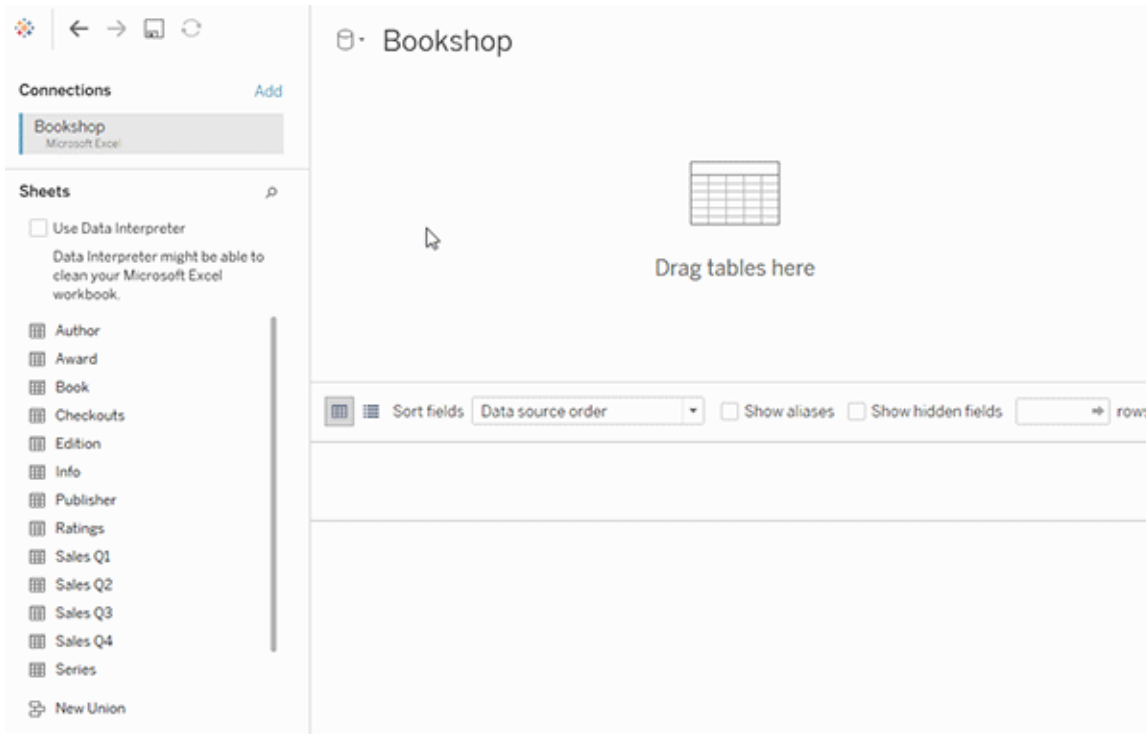 Bookshop
Connections
Add
Bookshop
Microsoft Excel
Sheets
Use Data Interpreter
Data Interpreter might be able to
clean your Microsoft Excel
workbook.
Author
Award
Book
Checkouts
Edition
Info
Publisher
Ratings
Sales Q1
Sales Q2
Sales Q3
Sales Q4
Series
New Union
Drag tables here
Sort fields
Data source order
Show aliases
Show hidden fields
rows